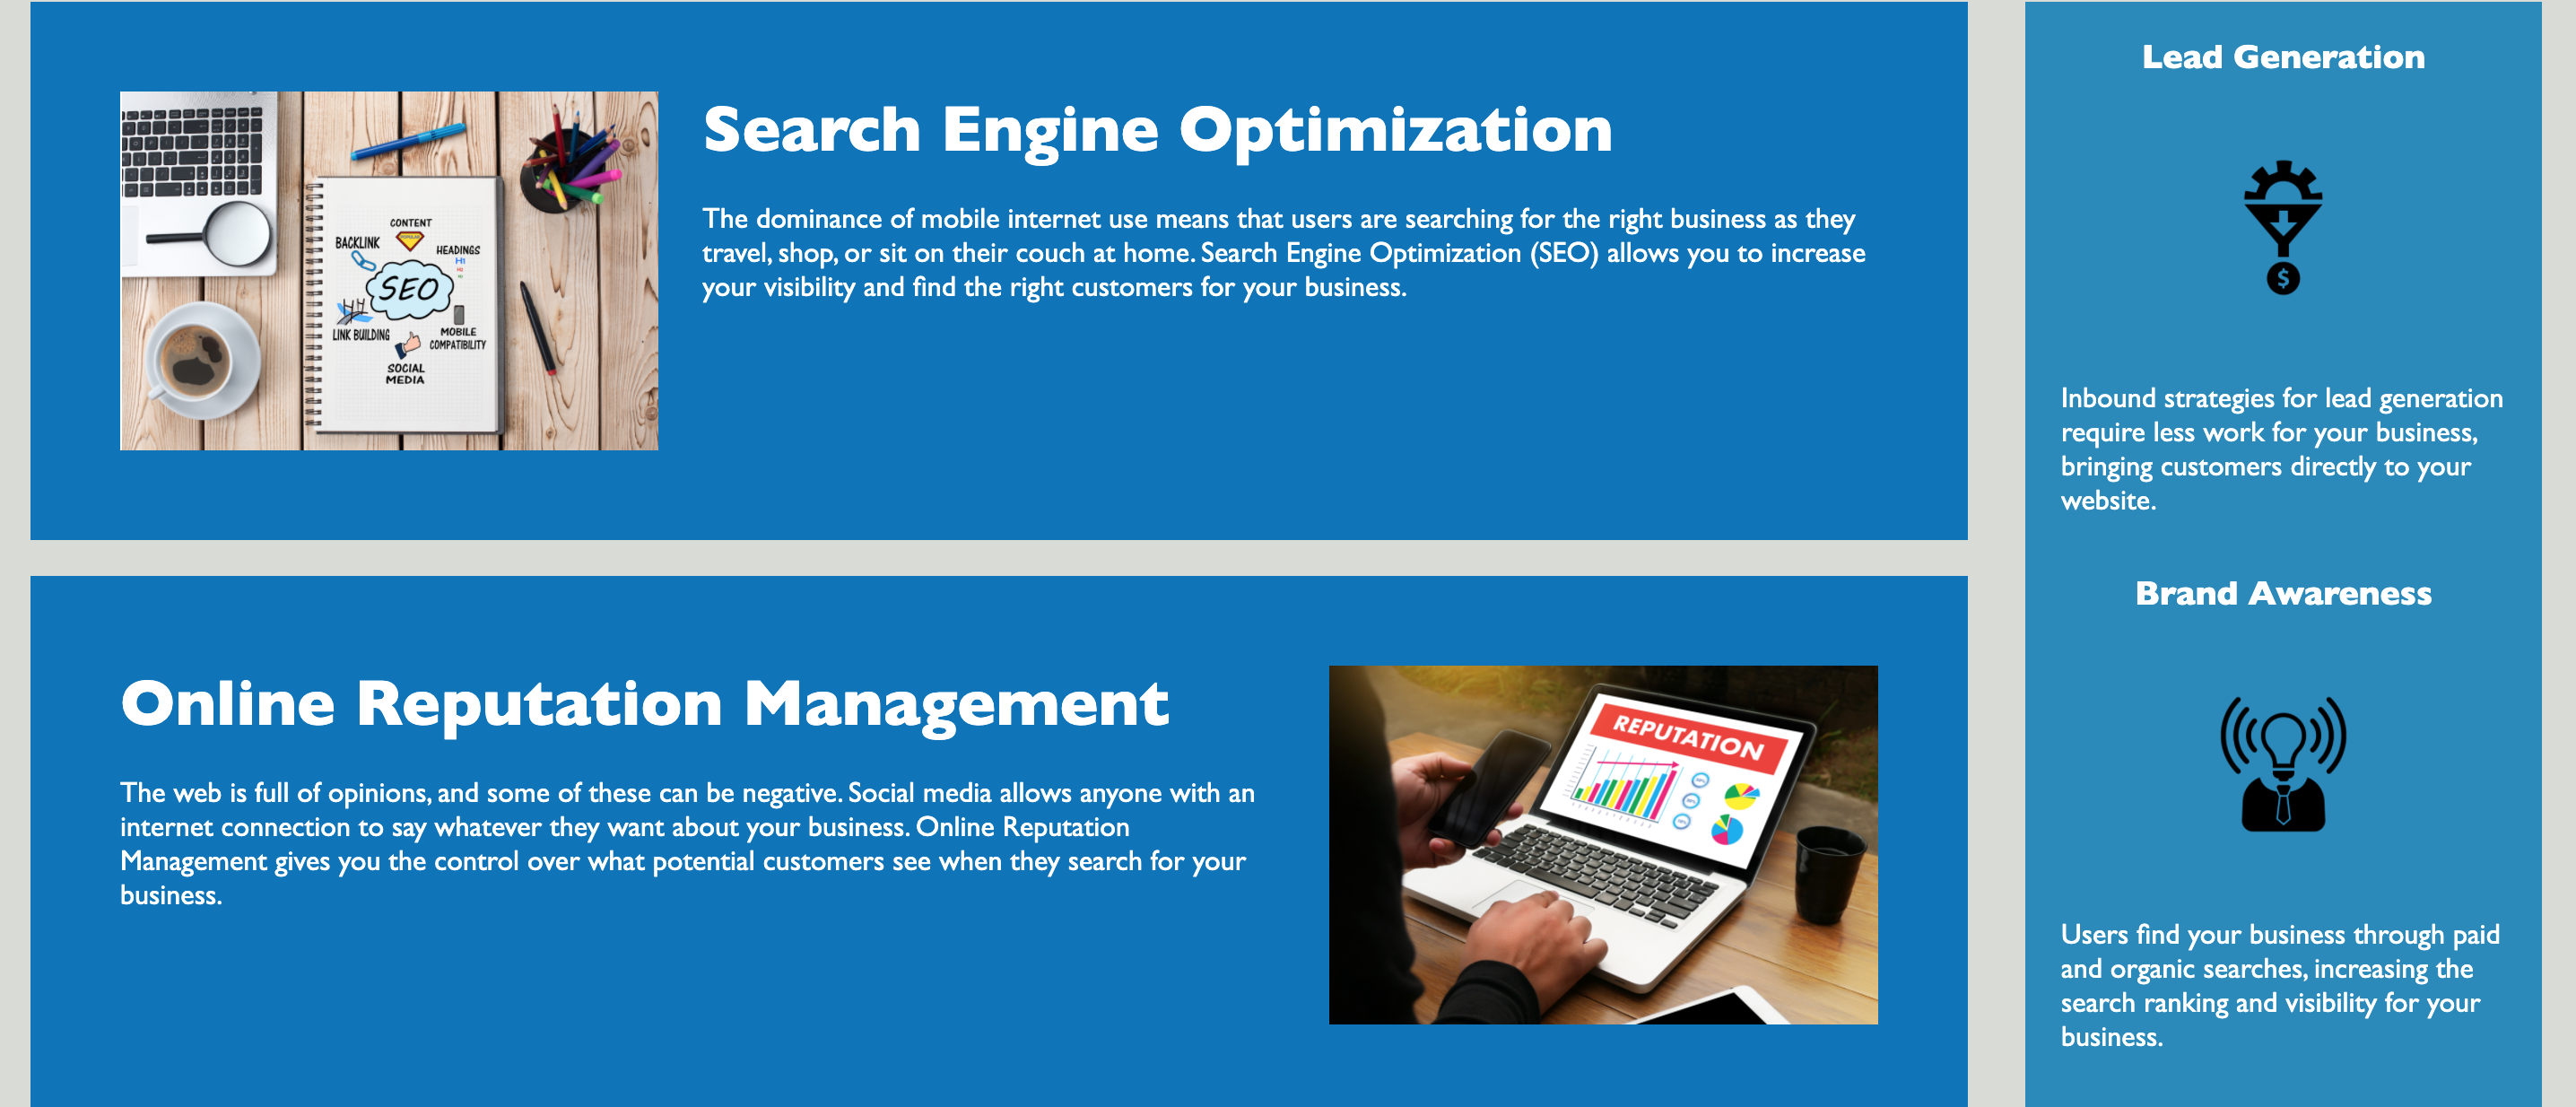 Search Engine Optimization
The dominance of mobile internet use means that users are searching for the right business as they
travel, shop, or sit on their couch at home. Search Engine Optimization (SEO) allows you to increase
your visibility and find the right customers for your business.
CONTENT
BACKLINK
HEADINGS
H1
H2
SEO
LINK BUILDING
MOBILE
COMPATIBILITY
SOCIAL
MEDIA
Online Reputation Management
The web is full of opinions, and some of these can be negative. Social media allows anyone with an
internet connection to say whatever they want about your business. Online Reputation
Management gives you the control over what potential customers see when they search for your
business.
REPUTATION
Lead Generation
$
Inbound strategies for lead generation
require less work for your business,
bringing customers directly to your
website.
Brand Awareness
Users find your business through paid
and organic searches, increasing the
search ranking and visibility for your
business.